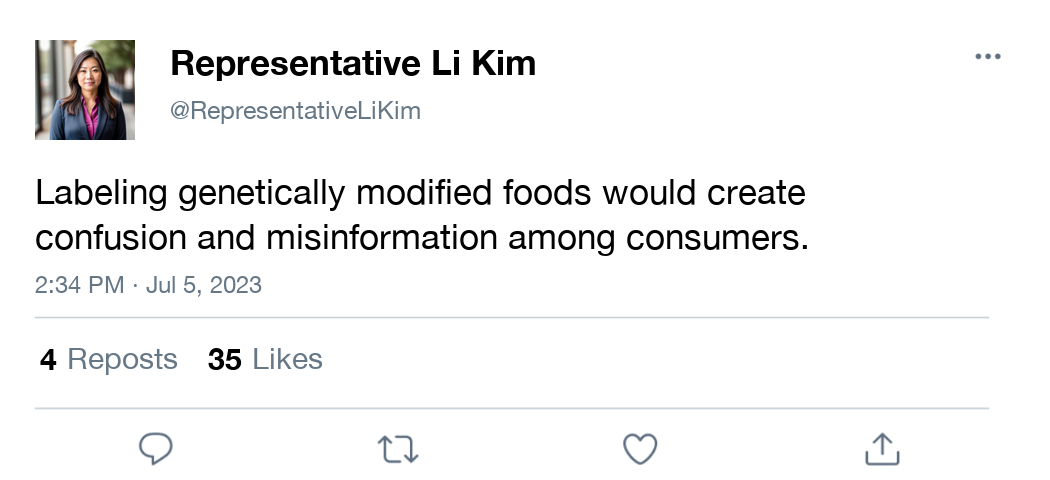 Representative Li Kim
@RepresentativeLiKim
Labeling genetically modified foods would create
confusion and misinformation among consumers.
2:34 PM · Jul 5, 2023
4 Reposts 35 Likes